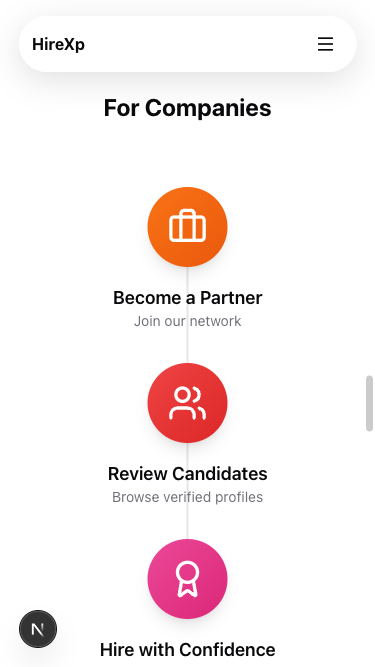 HireXp
For Companies
Become a Partner
Join our network
Review Candidates
Browse verified profiles
N
Hire with Confidence